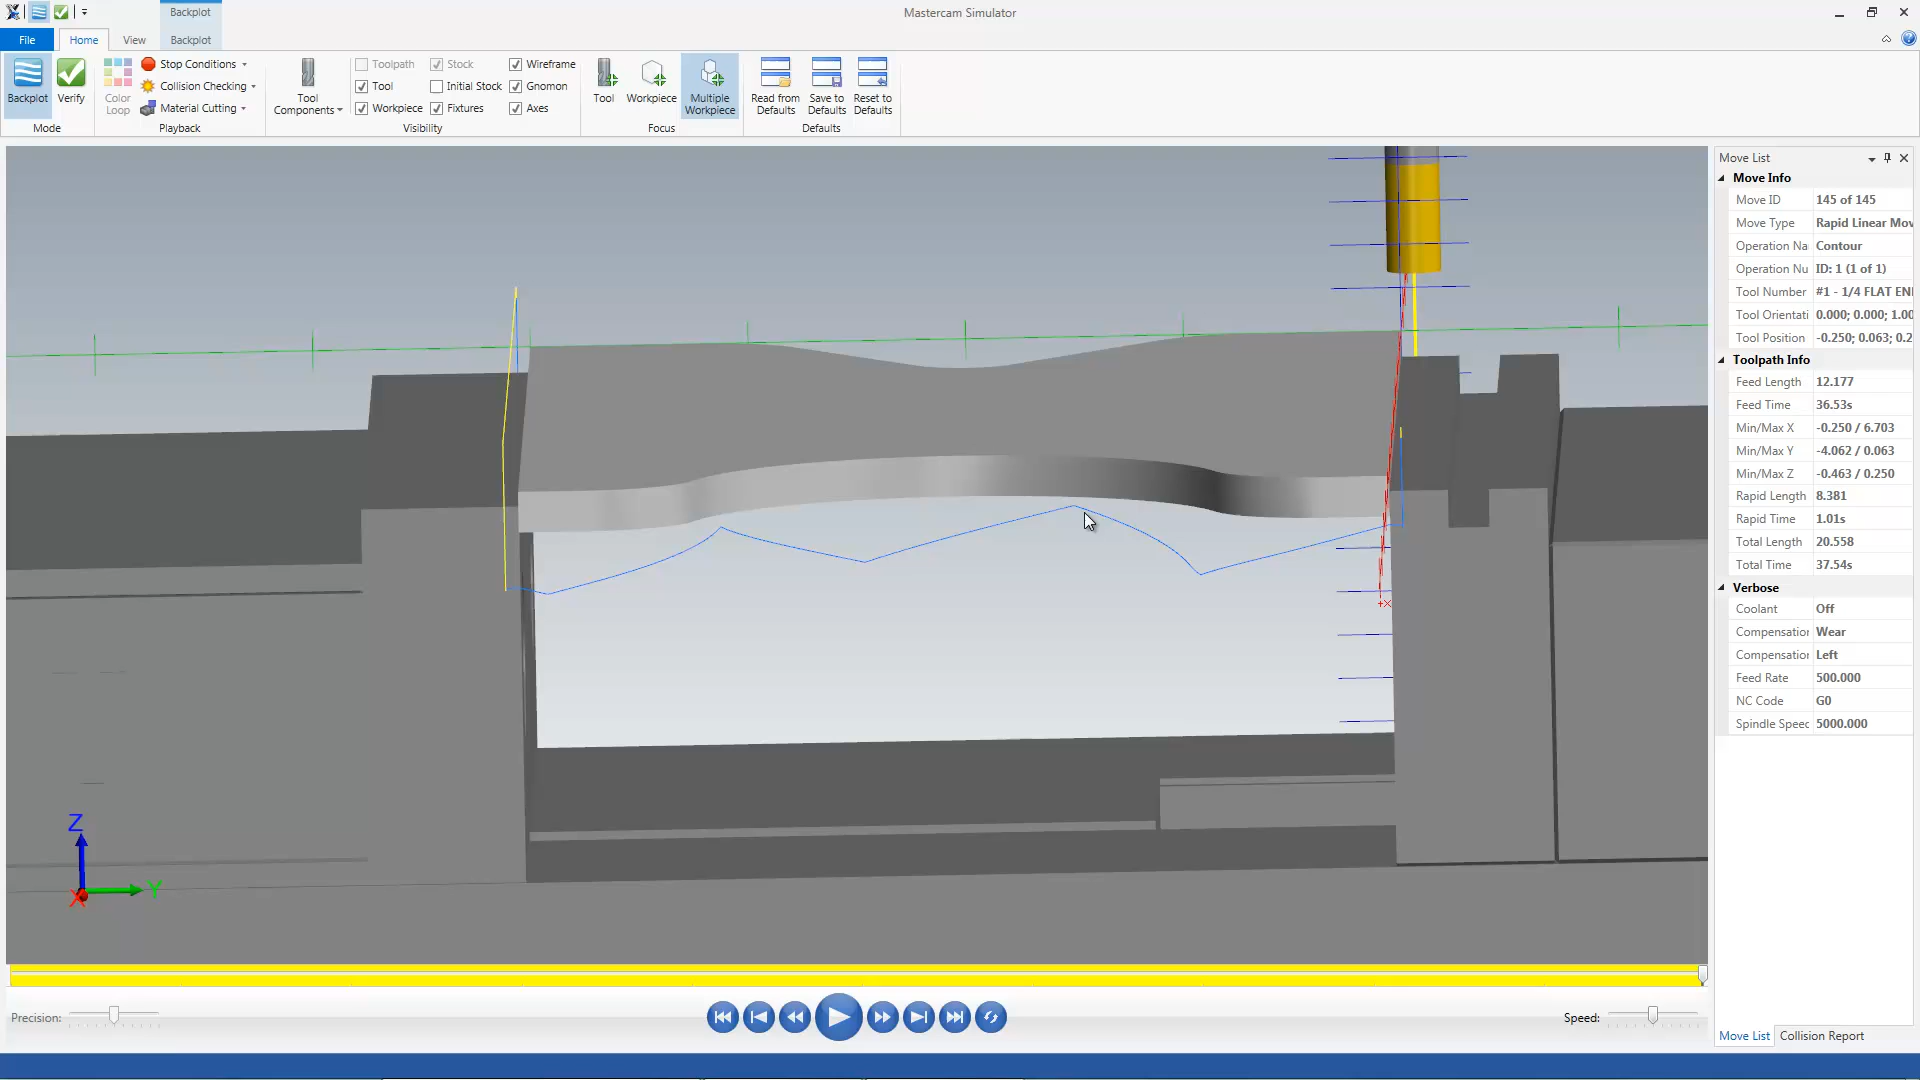 Backplot
Mastercam Simulator
File
Home
View
Backplot
Backplot
Verify
Mode
Color Loop
Stop Conditions
Collision Checking
Material Cutting
Playback
Tool Components
Toolpath
Stock
Wireframe
Tool
Initial Stock
Gnomon
Workpiece
Fixtures
Axes
Visibility
Tool
Workpiece
Multiple Workpiece
Focus
Read from Defaults
Save to Defaults
Reset to Defaults
Defaults
Move List
Move Info
Move ID 145 of 145
Move Type Rapid Linear Mov
Operation Na Contour
Operation Nu ID: 1 (1 of 1)
Tool Number #1 - 1/4 FLAT EN
Tool Orientati 0.000; 0.000; 1.00
Tool Position -0.250; 0.063; 0.2
Toolpath Info
Feed Length 12.177
Feed Time 36.53s
Min/Max X -0.250 / 6.703
Min/Max Y -4.062 / 0.063
Min/Max Z -0.463 / 0.250
Rapid Length 8.381
Rapid Time 1.01s
Total Length 20.558
Total Time 37.54s
Verbose
Coolant Off
Compensation Wear
Compensation Left
Feed Rate 500.000
NC Code G0
Spindle Speed 5000.000
Z
X
Y
+X
Precision:
Speed:
Move List
Collision Report